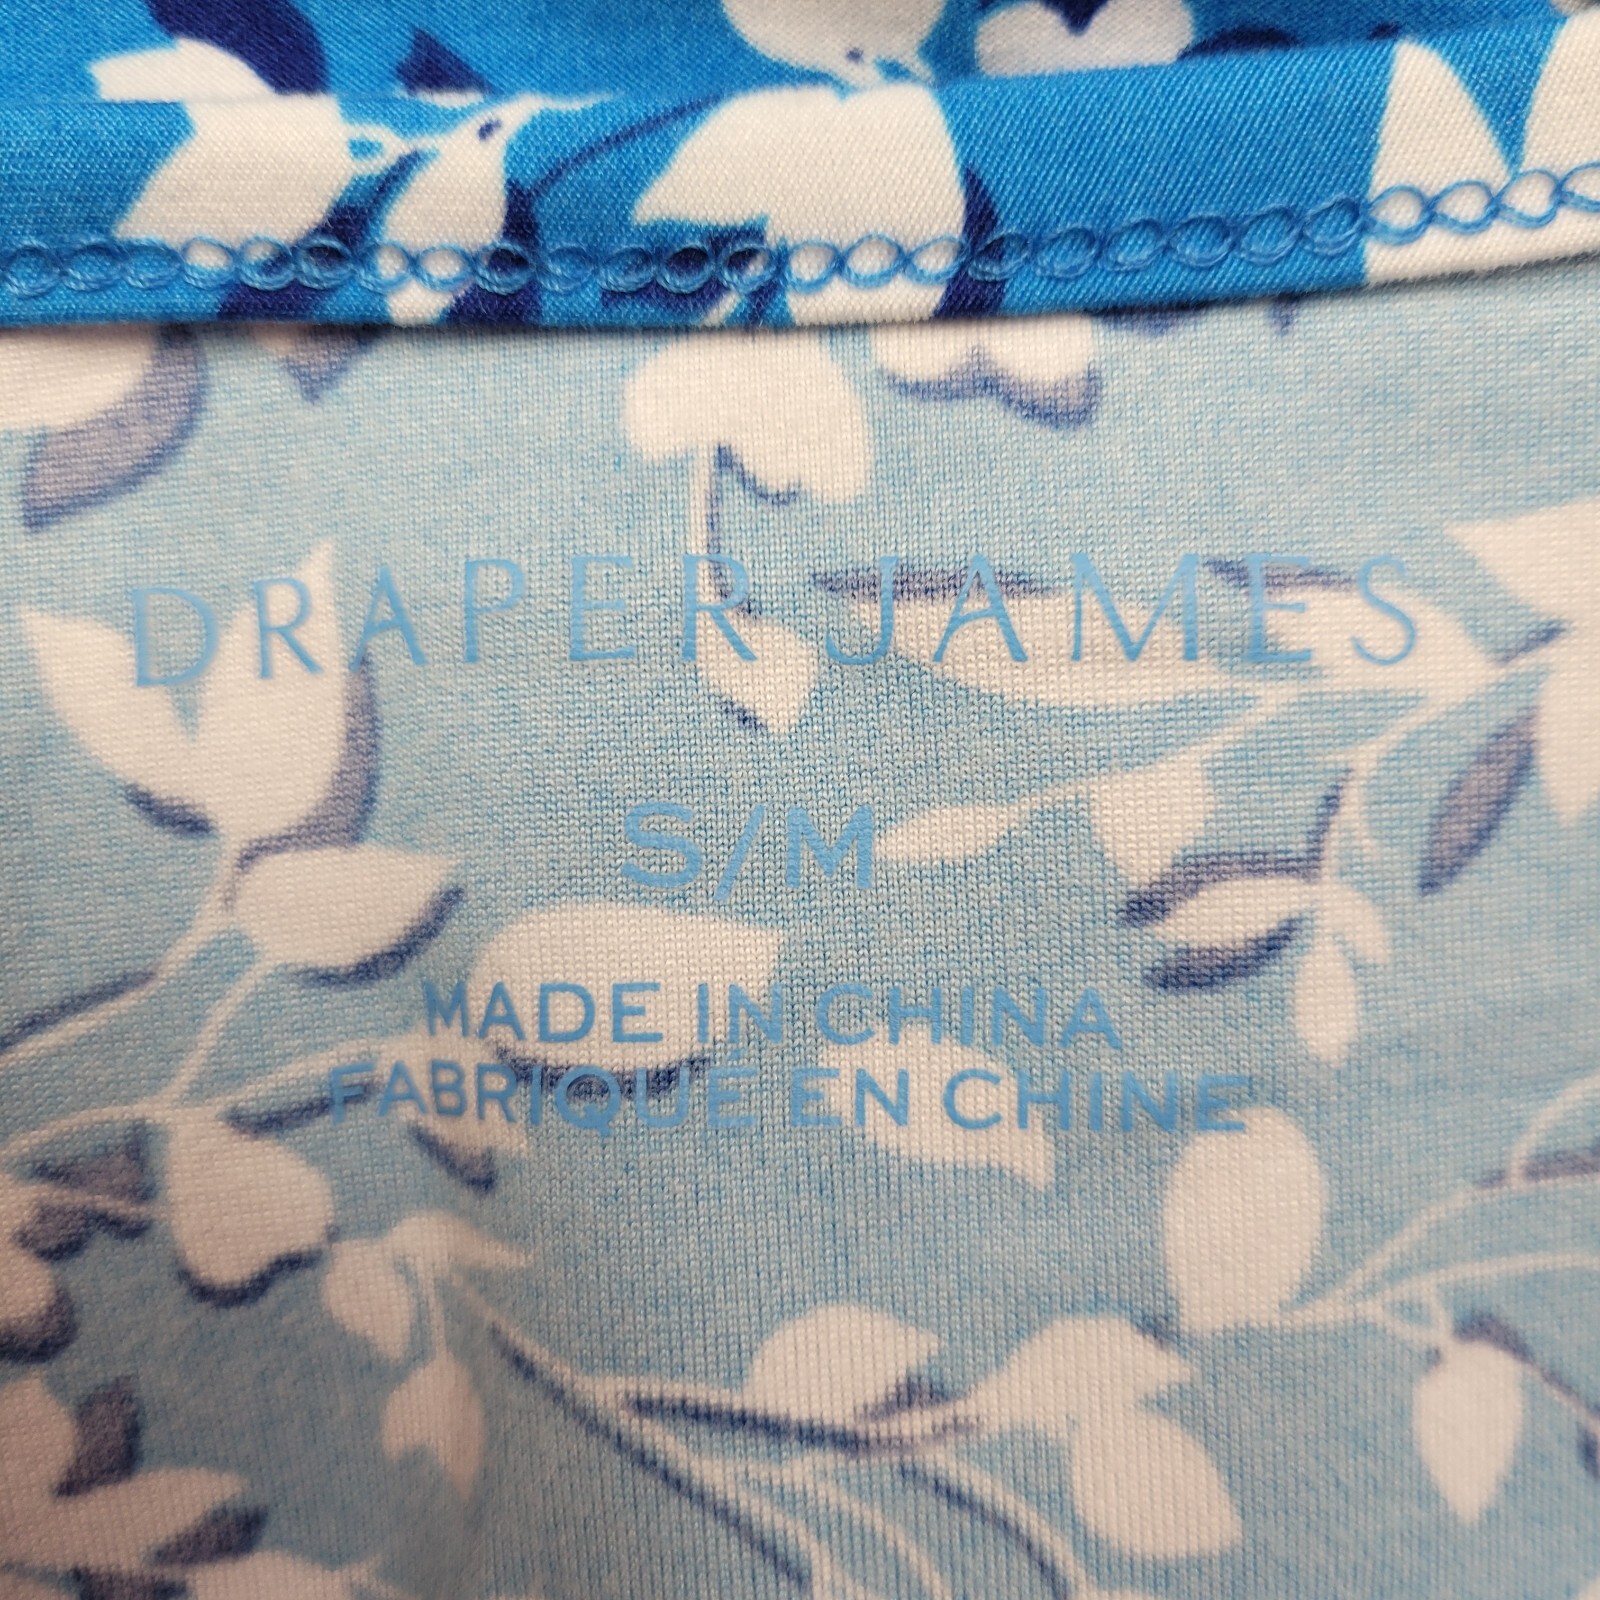 DRAPER JAMES
S/M
MADE IN CHINA
FABRIQUÉ EN CHINE